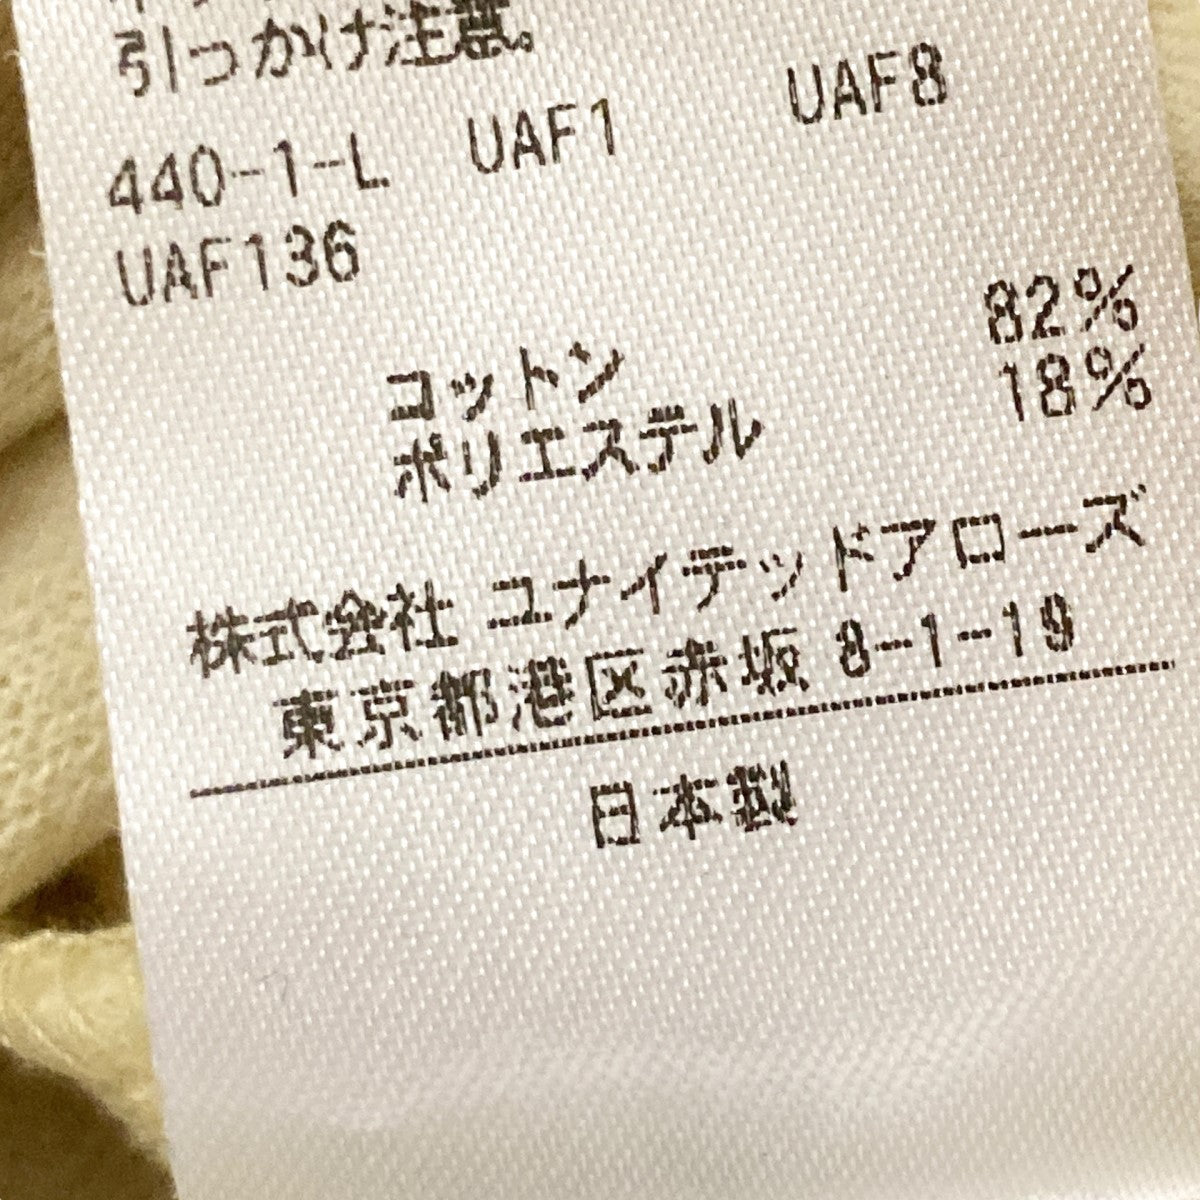 引っかけ注意。
440-1-L UAF1 UAF8
UAF136
コットン 82%
ポリエステル 18%
株式会社 ユナイテッドアローズ
東京都港区赤坂 8-1-19
日本製